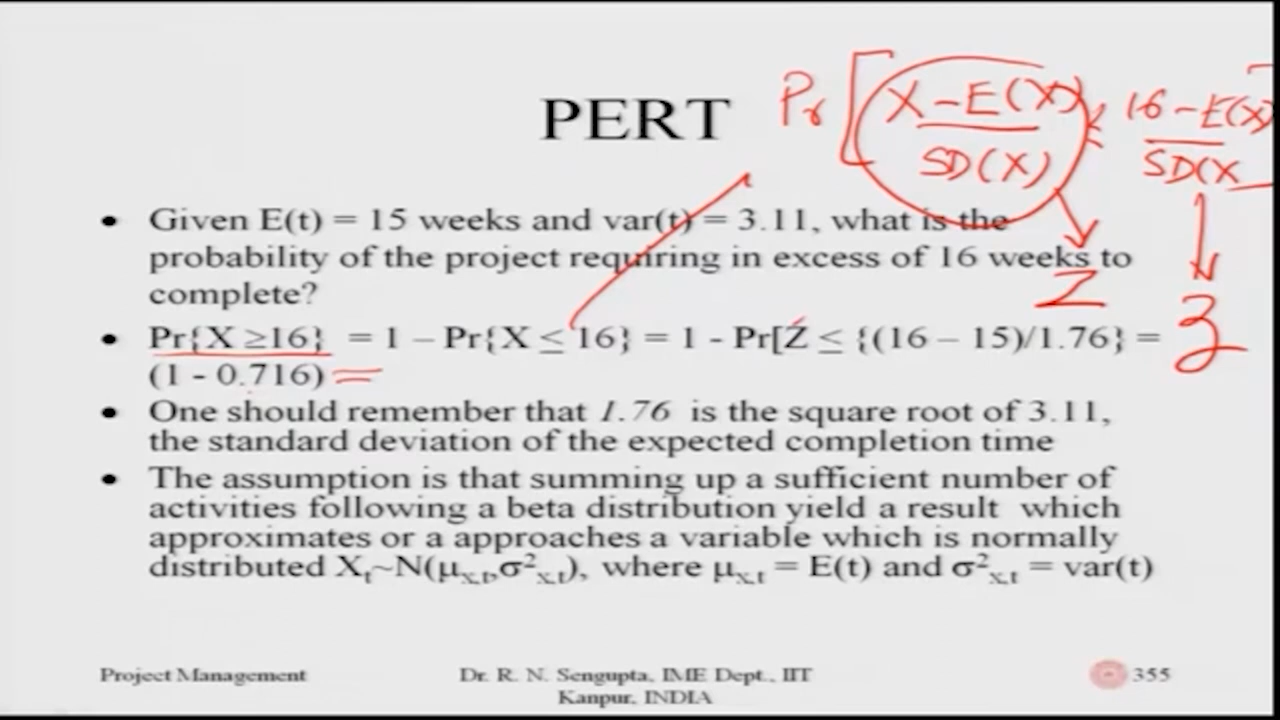 PERT
Pr [ X - E(X) / SD(X) ≤ 16 - E(X) / SD(X
Z
z
• Given E(t) = 15 weeks and var(t) = 3.11, what is the
probability of the project requiring in excess of 16 weeks to
complete?
• Pr{X ≥16} = 1 – Pr{X ≤ 16} = 1 - Pr[Z ≤ {(16 – 15)/1.76} =
(1 - 0.716)
• One should remember that 1.76 is the square root of 3.11,
the standard deviation of the expected completion time
• The assumption is that summing up a sufficient number of
activities following a beta distribution yield a result which
approximates or a approaches a variable which is normally
distributed Xₜ~N(μₓ,ₜ,σ²ₓ,ₜ), where μₓ,ₜ = E(t) and σ²ₓ,ₜ = var(t)
Project Management
Dr. R. N. Sengupta, IME Dept., IIT
Kanpur, INDIA
355